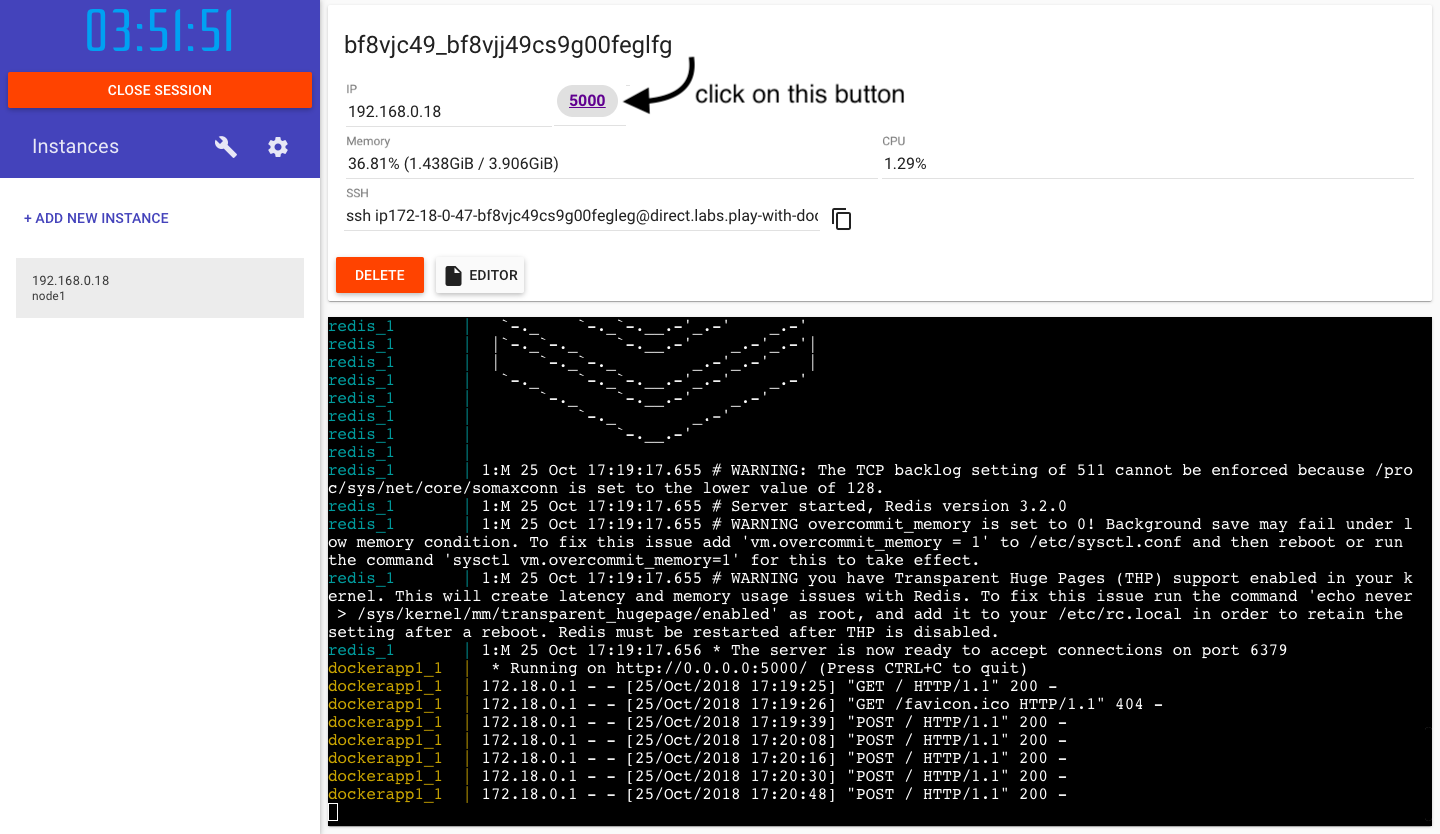 03:51:51
CLOSE SESSION
Instances
+ ADD NEW INSTANCE
192.168.0.18
node1
bf8vjc49_bf8vjj49cs9g00feglfg
IP
192.168.0.18
5000
click on this button
Memory
36.81% (1.438GiB / 3.906GiB)
CPU
1.29%
SSH
ssh ip172-18-0-47-bf8vjc49cs9g00fegleg@direct.labs.play-with-doc
DELETE
EDITOR
redis_1 | `-._ `-._`-.__.-'_.-' _.-'
redis_1 | |`-._`-._ `-.__.-' _.-'_.-'|
redis_1 | | `-._`-._ _.-'_.-' |
redis_1 | `-._ `-._`-.__.-'_.-' _.-'
redis_1 | `-._ `-.__.-' _.-'
redis_1 | `-._ _.-'
redis_1 | `-.__.-'
redis_1 |
redis_1 | 1:M 25 Oct 17:19:17.655 # WARNING: The TCP backlog setting of 511 cannot be enforced because /pro
c/sys/net/core/somaxconn is set to the lower value of 128.
redis_1 | 1:M 25 Oct 17:19:17.655 # Server started, Redis version 3.2.0
redis_1 | 1:M 25 Oct 17:19:17.655 # WARNING overcommit_memory is set to 0! Background save may fail under l
ow memory condition. To fix this issue add 'vm.overcommit_memory = 1' to /etc/sysctl.conf and then reboot or run
the command 'sysctl vm.overcommit_memory=1' for this to take effect.
redis_1 | 1:M 25 Oct 17:19:17.655 # WARNING you have Transparent Huge Pages (THP) support enabled in your k
ernel. This will create latency and memory usage issues with Redis. To fix this issue run the command 'echo never
> /sys/kernel/mm/transparent_hugepage/enabled' as root, and add it to your /etc/rc.local in order to retain the
setting after a reboot. Redis must be restarted after THP is disabled.
redis_1 | 1:M 25 Oct 17:19:17.656 * The server is now ready to accept connections on port 6379
dockerapp1_1 | * Running on http://0.0.0.0:5000/ (Press CTRL+C to quit)
dockerapp1_1 | 172.18.0.1 - - [25/Oct/2018 17:19:25] "GET / HTTP/1.1" 200 -
dockerapp1_1 | 172.18.0.1 - - [25/Oct/2018 17:19:26] "GET /favicon.ico HTTP/1.1" 404 -
dockerapp1_1 | 172.18.0.1 - - [25/Oct/2018 17:19:39] "POST / HTTP/1.1" 200 -
dockerapp1_1 | 172.18.0.1 - - [25/Oct/2018 17:20:08] "POST / HTTP/1.1" 200 -
dockerapp1_1 | 172.18.0.1 - - [25/Oct/2018 17:20:16] "POST / HTTP/1.1" 200 -
dockerapp1_1 | 172.18.0.1 - - [25/Oct/2018 17:20:30] "POST / HTTP/1.1" 200 -
dockerapp1_1 | 172.18.0.1 - - [25/Oct/2018 17:20:48] "POST / HTTP/1.1" 200 -